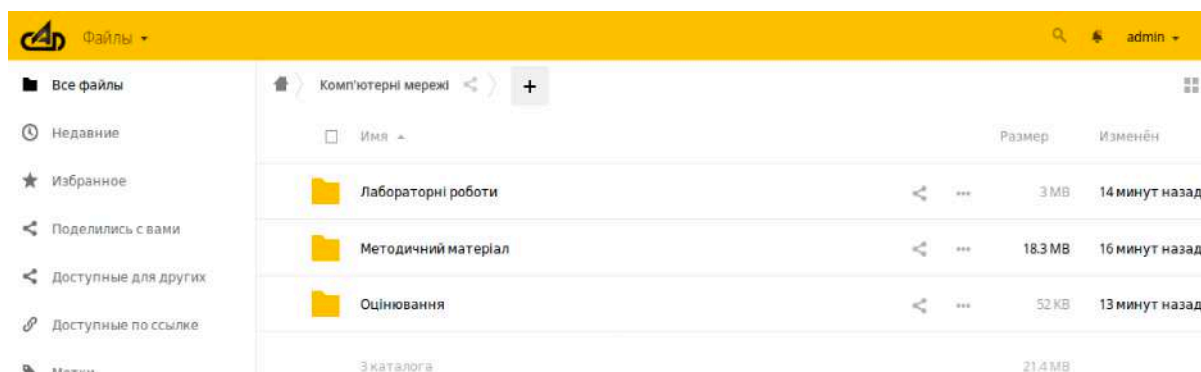 САПР Файлы admin
Все файлы
Комп'ютерні мережі +
Недавние
Имя Размер Изменён
Избранное
Лабораторні роботи ... 3 MB 14 минут назад
Поделились с вами
Методичний матеріал ... 18.3 MB 16 минут назад
Доступные для других
Оцінювання ... 52 KB 13 минут назад
Доступные по ссылке
3 каталога 21.4 MB
Метки